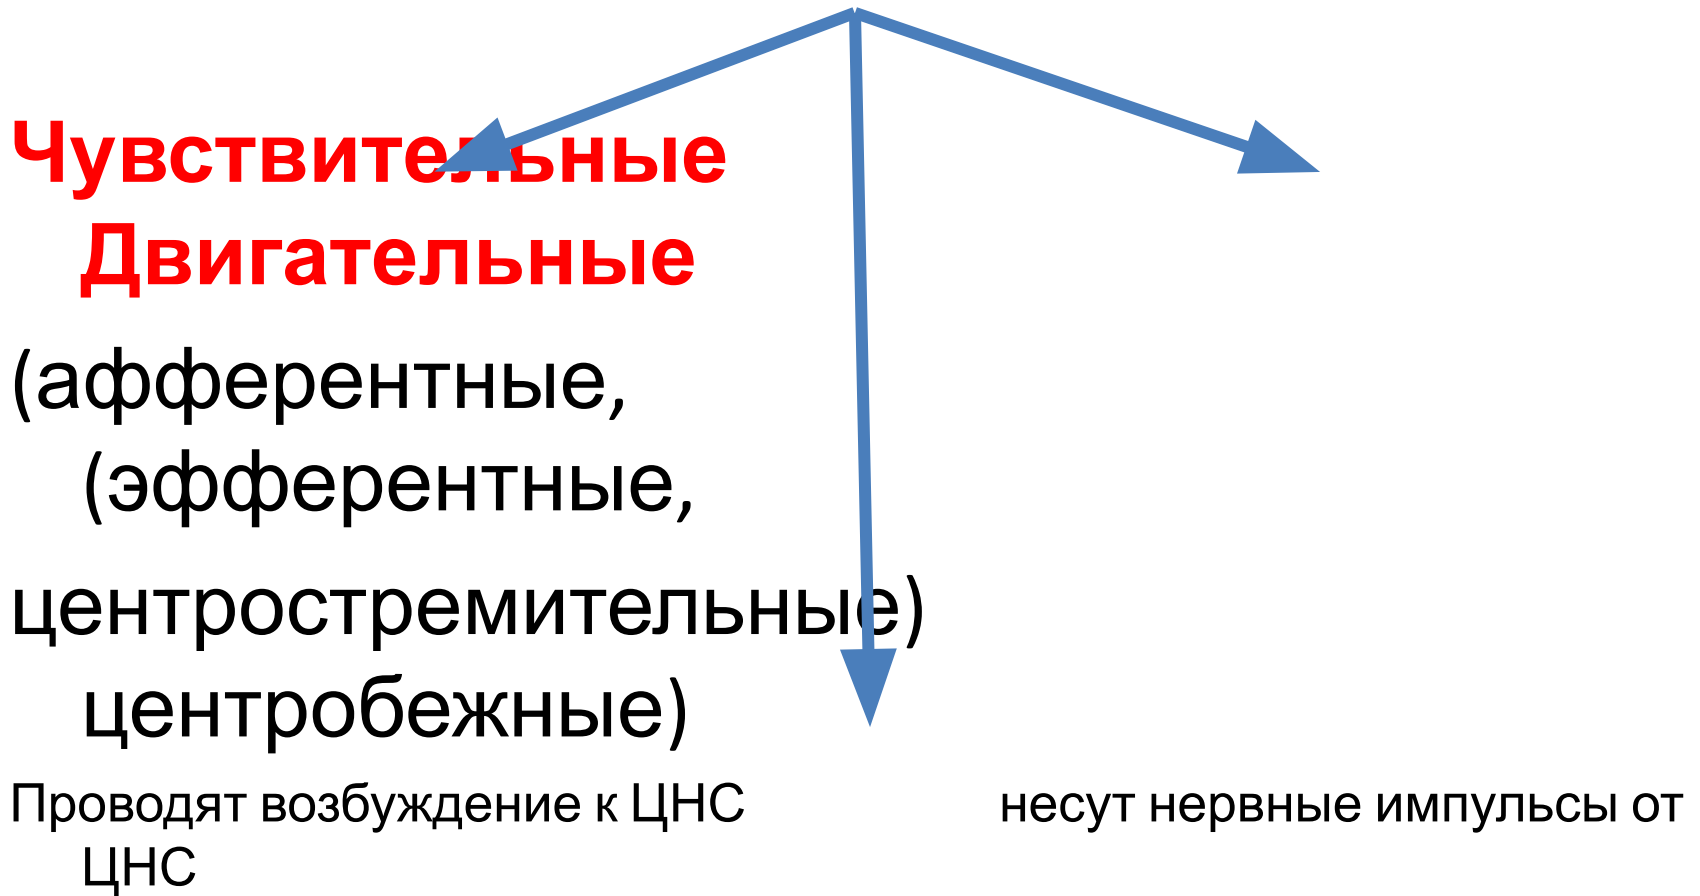 Чувствительные
Двигательные
(афферентные,
(эфферентные,
центростремительные)
центробежные)
Проводят возбуждение к ЦНС несут нервные импульсы от
ЦНС